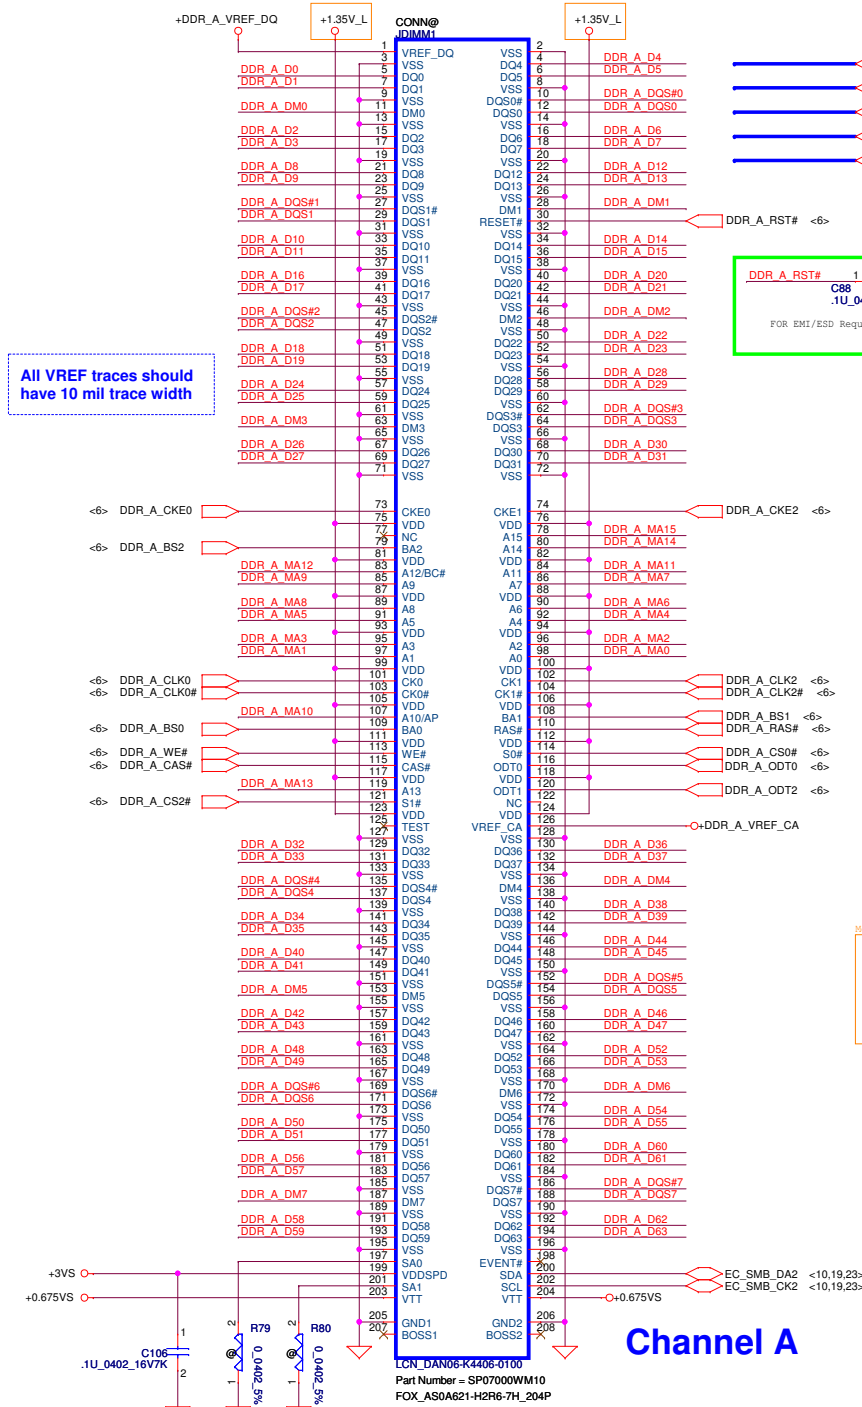 +DDR_A_VREF_DQ +1.35V_L CONN@ +1.35V_L
JDIMM1
1 VREF_DQ VSS 2
3 VSS DQ4 4 DDR_A_D4
DDR_A_D0 5 DQ0 DQ5 6 DDR_A_D5
DDR_A_D1 7 DQ1 VSS 8
9 VSS DQS0# 10 DDR_A_DQS#0
DDR_A_DM0 11 DM0 DQS0 12 DDR_A_DQS0
13 VSS VSS 14
DDR_A_D2 15 DQ2 DQ6 16 DDR_A_D6
DDR_A_D3 17 DQ3 DQ7 18 DDR_A_D7
19 VSS VSS 20
DDR_A_D8 21 DQ8 DQ12 22 DDR_A_D12
DDR_A_D9 23 DQ9 DQ13 24 DDR_A_D13
25 VSS VSS 26
DDR_A_DQS#1 27 DQS1# DM1 28 DDR_A_DM1
DDR_A_DQS1 29 DQS1 RESET# 30 DDR_A_RST# <6>
31 VSS VSS 32
DDR_A_D10 33 DQ10 DQ14 34 DDR_A_D14
DDR_A_D11 35 DQ11 DQ15 36 DDR_A_D15
37 VSS VSS 38
DDR_A_D16 39 DQ16 DQ20 40 DDR_A_D20
DDR_A_D17 41 DQ17 DQ21 42 DDR_A_D21
43 VSS VSS 44
DDR_A_DQS#2 45 DQS2# DM2 46 DDR_A_DM2
DDR_A_DQS2 47 DQS2 VSS 48
49 VSS DQ22 50 DDR_A_D22
DDR_A_D18 51 DQ18 DQ23 52 DDR_A_D23
DDR_A_D19 53 DQ19 VSS 54
55 VSS DQ28 56 DDR_A_D28
DDR_A_D24 57 DQ24 DQ29 58 DDR_A_D29
DDR_A_D25 59 DQ25 VSS 60
61 VSS DQS3# 62 DDR_A_DQS#3
DDR_A_DM3 63 DM3 DQS3 64 DDR_A_DQS3
65 VSS VSS 66
DDR_A_D26 67 DQ26 DQ30 68 DDR_A_D30
DDR_A_D27 69 DQ27 DQ31 70 DDR_A_D31
71 VSS VSS 72
DDR_A_RST# 1
C88
.1U_04
FOR EMI/ESD Requ
All VREF traces should
have 10 mil trace width
<6> DDR_A_CKE0 73 CKE0 CKE1 74 DDR_A_CKE2 <6>
75 VDD VDD 76
77 NC A15 78 DDR_A_MA15
<6> DDR_A_BS2 79 BA2 A14 80 DDR_A_MA14
81 VDD VDD 82
DDR_A_MA12 83 A12/BC# A11 84 DDR_A_MA11
DDR_A_MA9 85 A9 A7 86 DDR_A_MA7
87 VDD VDD 88
DDR_A_MA8 89 A8 A6 90 DDR_A_MA6
DDR_A_MA5 91 A5 A4 92 DDR_A_MA4
93 VDD VDD 94
DDR_A_MA3 95 A3 A2 96 DDR_A_MA2
DDR_A_MA1 97 A1 A0 98 DDR_A_MA0
99 VDD VDD 100
<6> DDR_A_CLK0 101 CK0 CK1 102 DDR_A_CLK2 <6>
<6> DDR_A_CLK0# 103 CK0# CK1# 104 DDR_A_CLK2# <6>
105 VDD VDD 106
DDR_A_MA10 107 A10/AP BA1 108 DDR_A_BS1 <6>
<6> DDR_A_BS0 109 BA0 RAS# 110 DDR_A_RAS# <6>
111 VDD VDD 112
<6> DDR_A_WE# 113 WE# S0# 114 DDR_A_CS0# <6>
<6> DDR_A_CAS# 115 CAS# ODT0 116 DDR_A_ODT0 <6>
117 VDD VDD 118
DDR_A_MA13 119 A13 ODT1 120 DDR_A_ODT2 <6>
<6> DDR_A_CS2# 121 S1# NC 122
123 VDD VDD 124
125 TEST VREF_CA 126 +DDR_A_VREF_CA
127 VSS VSS 128
DDR_A_D32 129 DQ32 DQ36 130 DDR_A_D36
DDR_A_D33 131 DQ33 DQ37 132 DDR_A_D37
133 VSS VSS 134
DDR_A_DQS#4 135 DQS4# DM4 136 DDR_A_DM4
DDR_A_DQS4 137 DQS4 VSS 138
139 VSS DQ38 140 DDR_A_D38
DDR_A_D34 141 DQ34 DQ39 142 DDR_A_D39
DDR_A_D35 143 DQ35 VSS 144
145 VSS DQ44 146 DDR_A_D44
DDR_A_D40 147 DQ40 DQ45 148 DDR_A_D45
DDR_A_D41 149 DQ41 VSS 150
151 VSS DQS5# 152 DDR_A_DQS#5
DDR_A_DM5 153 DM5 DQS5 154 DDR_A_DQS5
155 VSS VSS 156
DDR_A_D42 157 DQ42 DQ46 158 DDR_A_D46
DDR_A_D43 159 DQ43 DQ47 160 DDR_A_D47
161 VSS VSS 162
DDR_A_D48 163 DQ48 DQ52 164 DDR_A_D52
DDR_A_D49 165 DQ49 DQ53 166 DDR_A_D53
167 VSS VSS 168
DDR_A_DQS#6 169 DQS6# DM6 170 DDR_A_DM6
DDR_A_DQS6 171 DQS6 VSS 172
173 VSS DQ54 174 DDR_A_D54
DDR_A_D50 175 DQ50 DQ55 176 DDR_A_D55
DDR_A_D51 177 DQ51 VSS 178
179 VSS DQ60 180 DDR_A_D60
DDR_A_D56 181 DQ56 DQ61 182 DDR_A_D61
DDR_A_D57 183 DQ57 VSS 184
185 VSS DQS7# 186 DDR_A_DQS#7
DDR_A_DM7 187 DM7 DQS7 188 DDR_A_DQS7
189 VSS VSS 190
DDR_A_D58 191 DQ58 DQ62 192 DDR_A_D62
DDR_A_D59 193 DQ59 DQ63 194 DDR_A_D63
195 VSS VSS 196
197 SA0 EVENT# 198
+3VS 199 VDDSPD SDA 200 EC_SMB_DA2 <10,19,23>
201 SA1 SCL 202 EC_SMB_CK2 <10,19,23>
+0.675VS 203 VTT VTT 204 +0.675VS
205 GND1 GND2 206
207 BOSS1 BOSS2 208
1 C106 .1U_0402_16V7K 2
2 R79 @ 0_0402_5% 1
2 R80 @ 0_0402_5% 1
Channel A
LCN_DAN06-K4406-0100
Part Number = SP07000WM10
FOX_AS0A621-H2R6-7H_204P